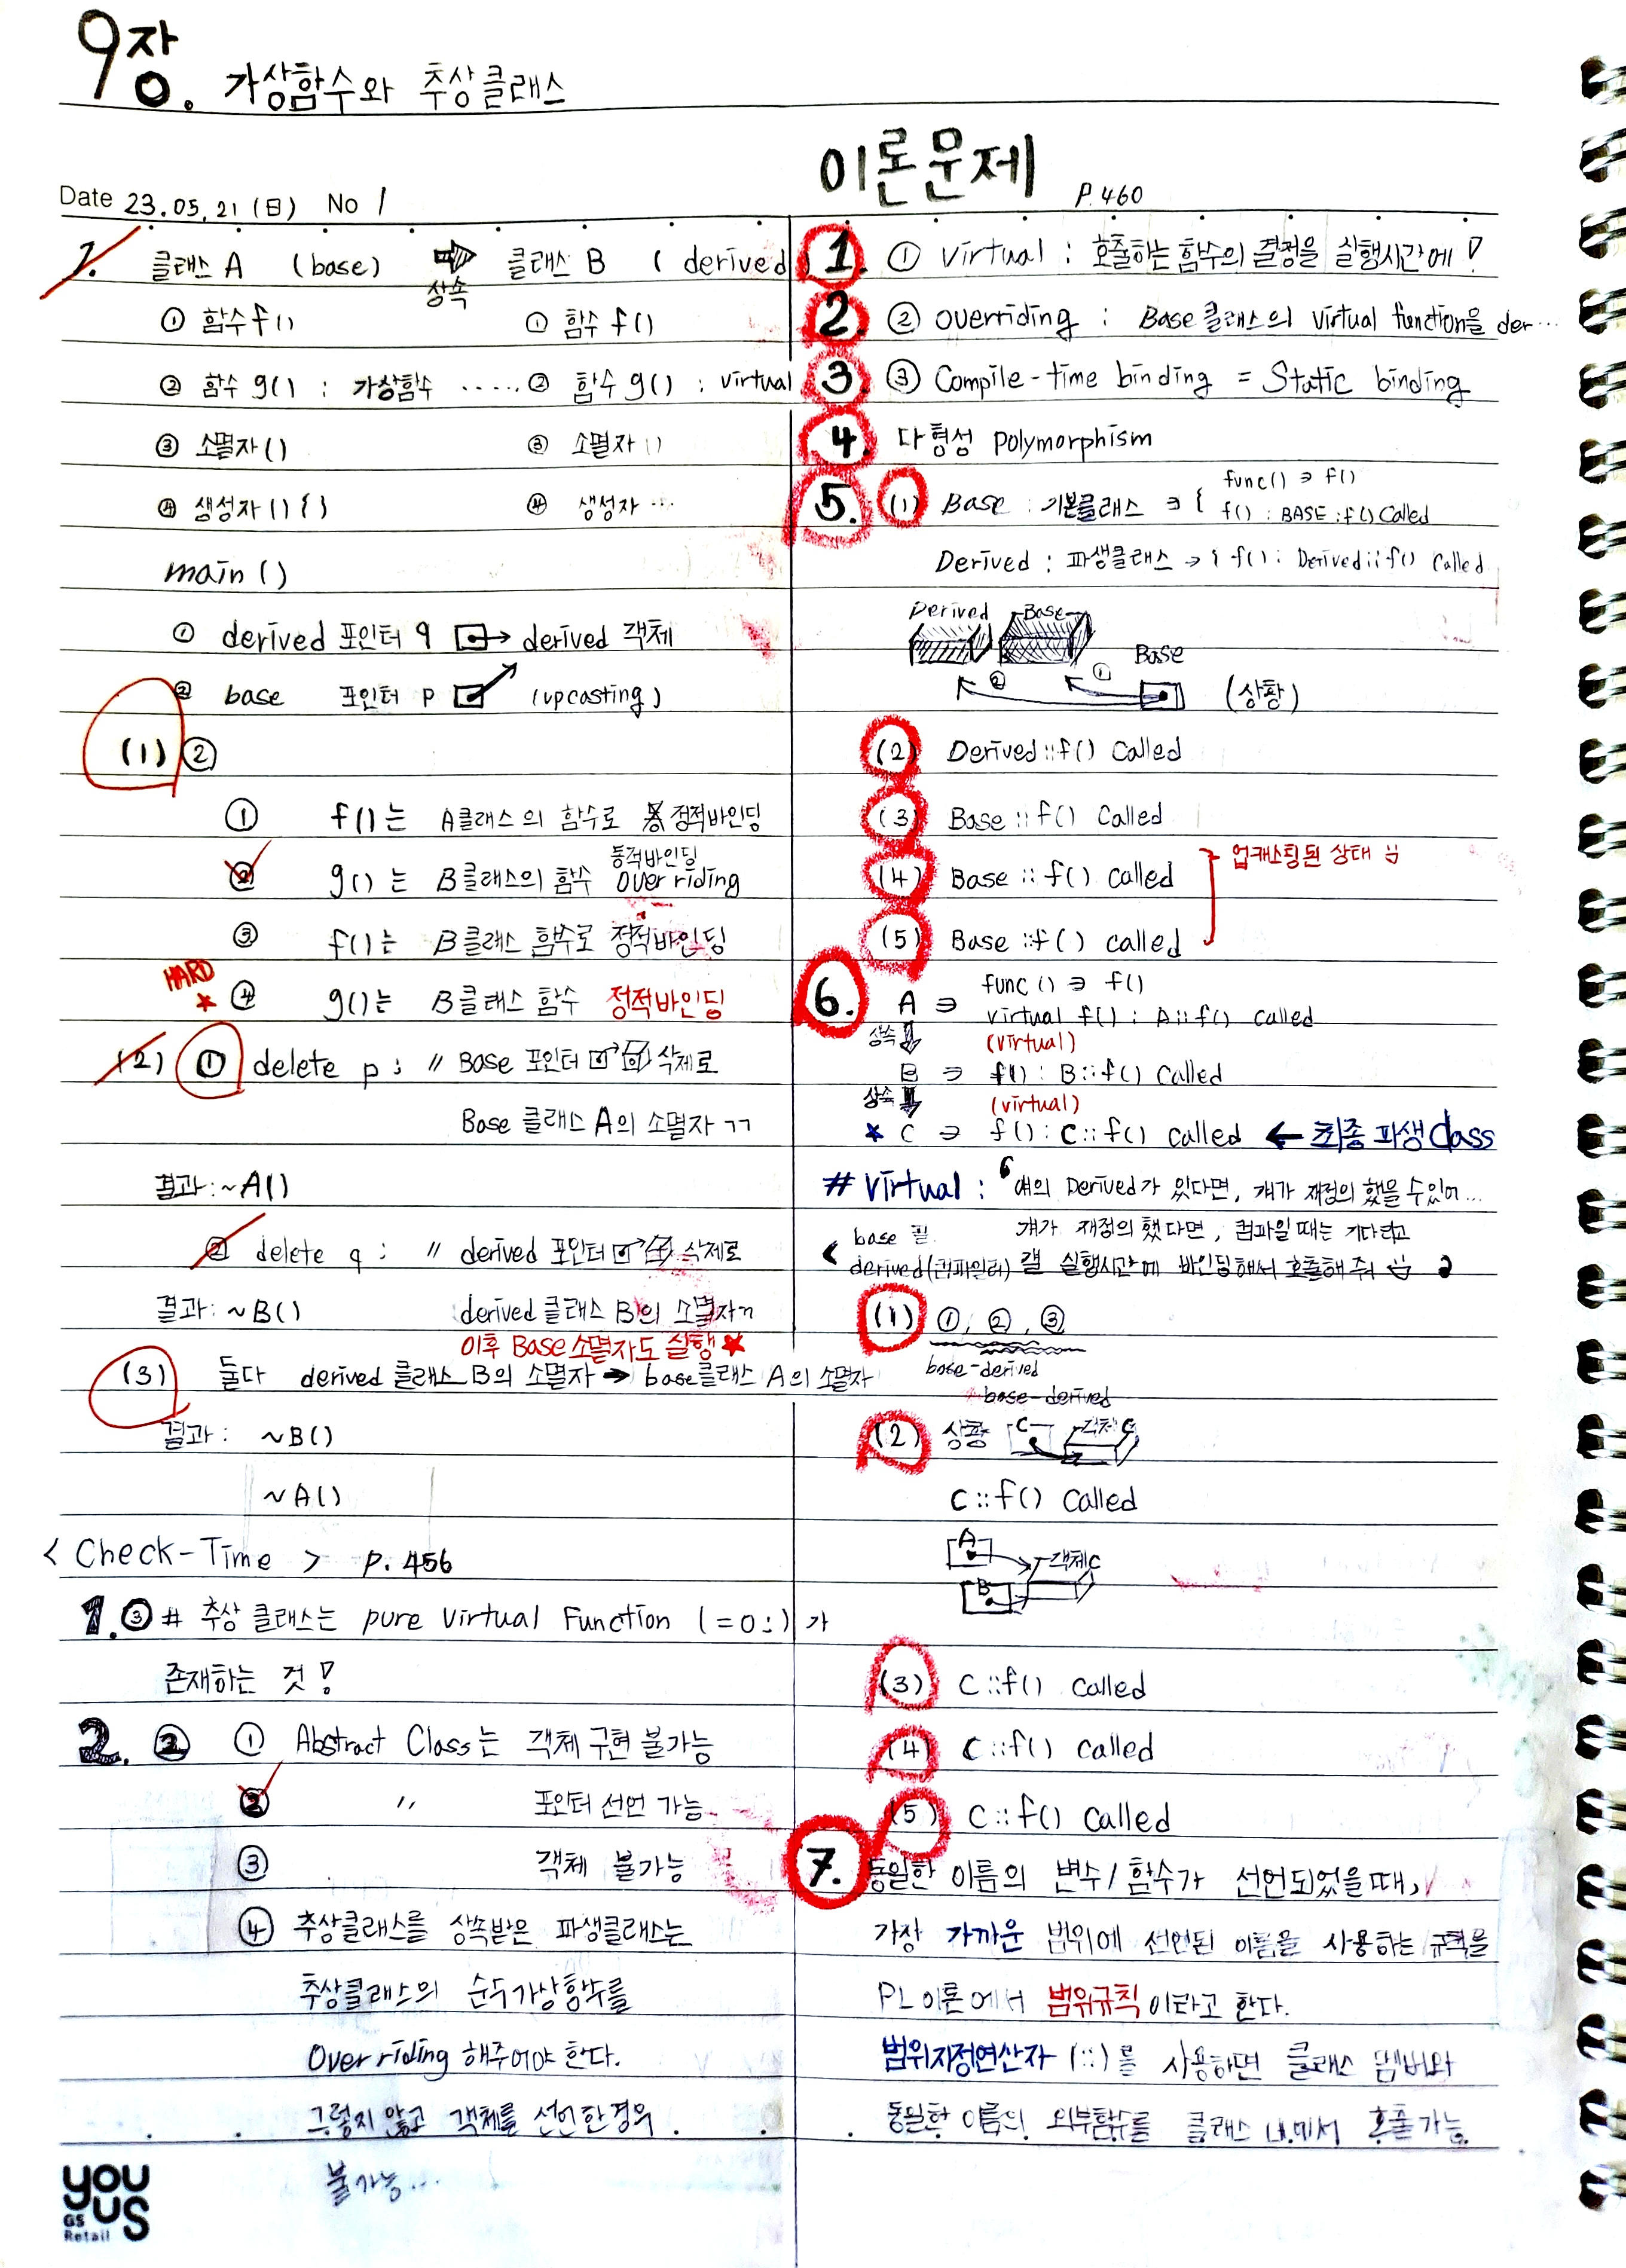 9장. 가상함수와 추상클래스
Date 23.05.21 (日) No 1
7. 클래스 A (base) 상속 클래스 B (derived)
① 함수 f() ① 함수 f()
② 함수 g() : 가상함수 ..... ② 함수 g() : virtual
③ 소멸자() ③ 소멸자()
④ 생성자(){} ④ 생성자 ...
main ()
① derived 포인터 q → derived 객체
② base 포인터 p (upcasting)
(1) ②
① f()는 A클래스의 함수로 정적바인딩
② g()는 B클래스의 함수 동적바인딩 overriding
③ f()는 B클래스 함수로 정적바인딩
HARD ★ ④ g()는 B클래스 함수 정적바인딩
(2) ① delete p ; // Base 포인터 → 삭제로
Base 클래스 A의 소멸자 ㄱㄱ
결과 : ~A()
② delete q ; // derived 포인터 → 삭제로
결과 : ~B() derived 클래스 B의 소멸자
이후 Base소멸자도 실행 ★
(3) 둘다 derived 클래스 B의 소멸자 → base클래스 A의 소멸자
결과 : ~B()
~A()
< Check-Time > P. 456
1. ③ # 추상 클래스는 pure virtual Function (=0;) 가
존재하는 것!
2. ② ① Abstract Class는 객체 구현 불가능
② 〃 포인터 선언 가능
③ 객체 불가능
④ 추상클래스를 상속받은 파생클래스는
추상클래스의 순수가상함수를
Overriding 해주어야 한다.
그렇지 않고 객체를 선언한경우
불가능...
you us
GS Retail
이론문제 P.460
1. ① Virtual : 호출하는 함수의 결정을 실행시간에!
2. ② overriding : Base클래스의 virtual function을 der...
3. ③ Compile-time binding = Static binding
4. 다형성 polymorphism
5. (1) Base : 기본클래스 ∋ { func() ∋ f()
f() : BASE::f() Called
Derived : 파생클래스 → { f() : Derived::f() Called
Derived Base
② ① Base (상황)
(2) Derived::f() Called
(3) Base::f() Called
(4) Base::f() called
업캐스팅된 상태
(5) Base::f() called
6. A ∋ func() ∋ f()
virtual f() : A::f() called
상속 (virtual)
B ∋ f() : B::f() Called
상속 (virtual)
★ C ∋ f() : C::f() called ← 최종 파생Class
# Virtual : 얘의 Derived가 있다면, 걔가 재정의 했을 수있어...
base 걔가 재정의 했다면, 컴파일때는 기다리고
derived(컴파일러) 걜 실행시간에 바인딩해서 호출해 줘
(1) ①, ②, ③
base-derived
base-derived
(2) 상황 C 객체C
C::f() Called
A 객체C
B
(3) C::f() called
(4) C::f() called
(5) C::f() Called
7. 동일한 이름의 변수/함수가 선언되었을때,
가장 가까운 범위에 선언된 이름을 사용하는 규칙을
PL이론에서 범위규칙 이라고 한다.
범위지정연산자 (::)를 사용하면 클래스 멤버와
동일한 이름의 외부함수를 클래스 내에서 호출가능.